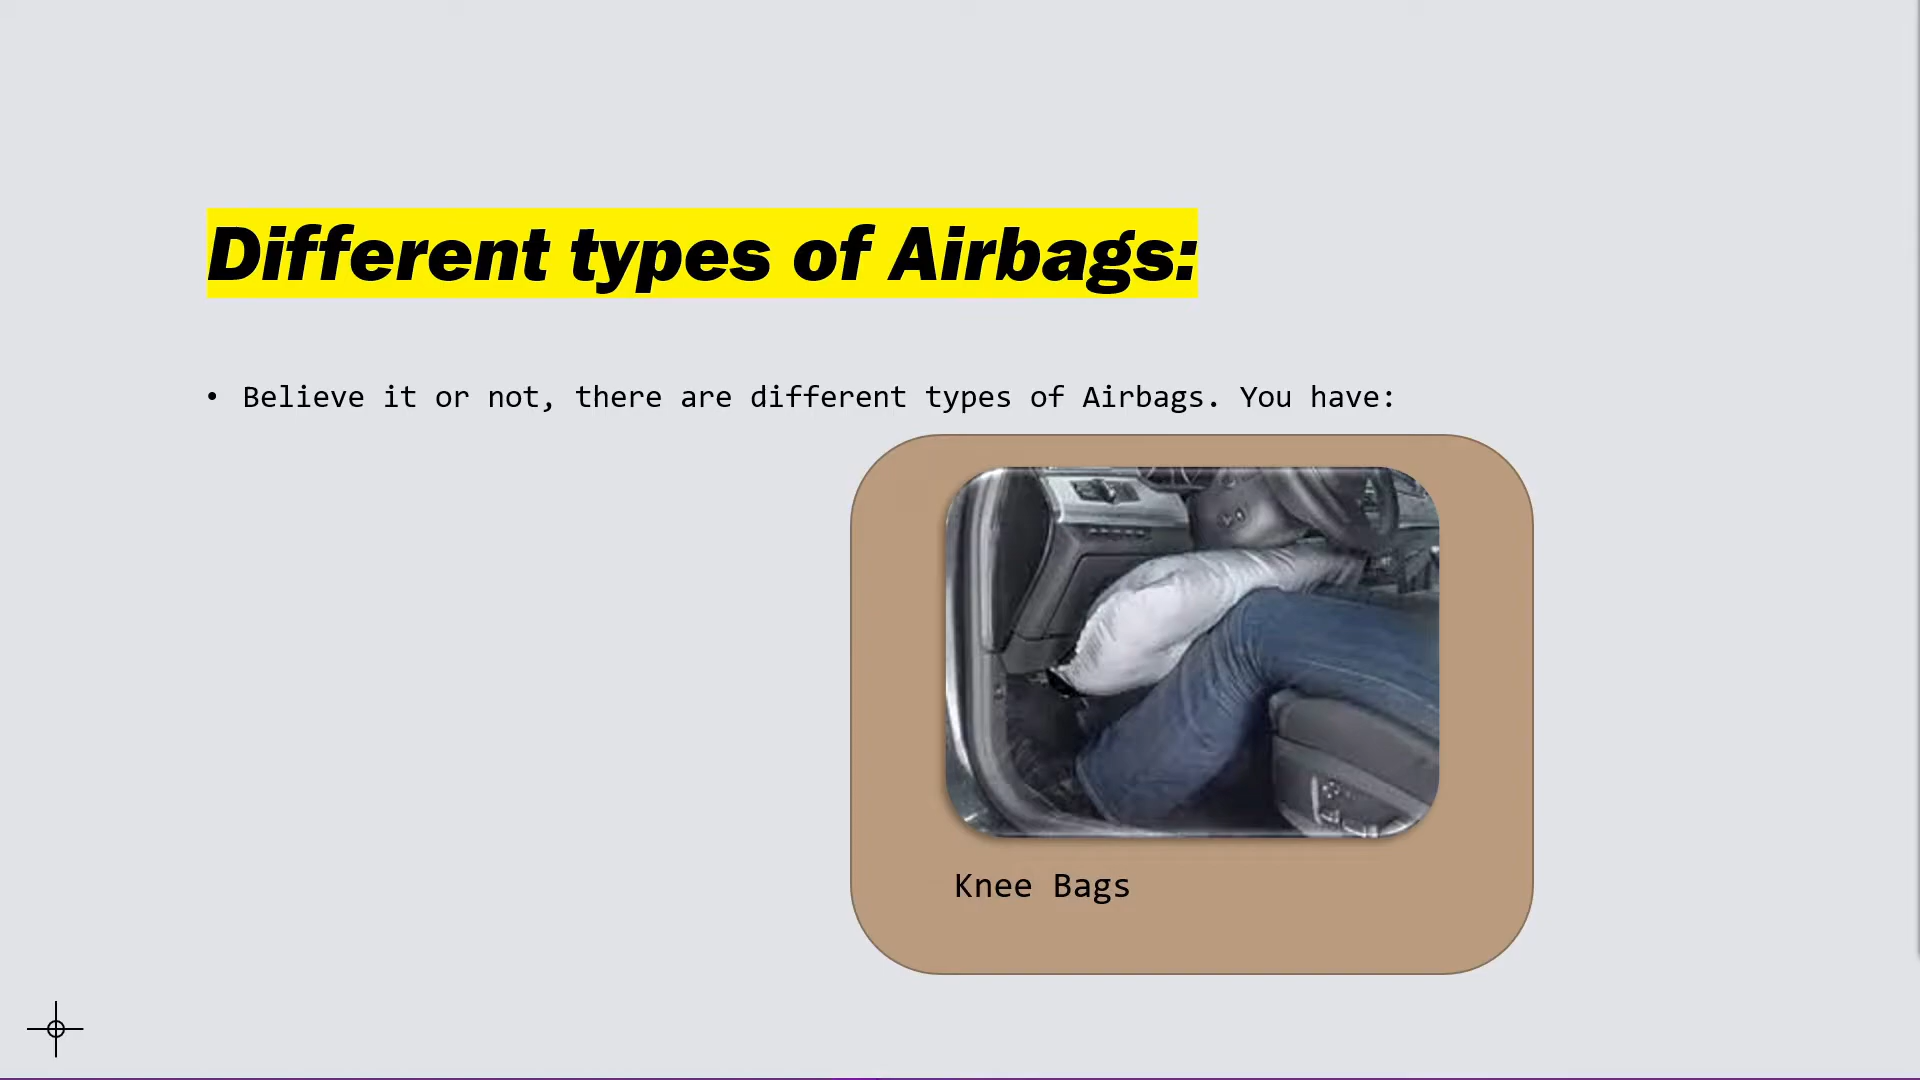 Different types of Airbags:
• Believe it or not, there are different types of Airbags. You have:
Knee Bags